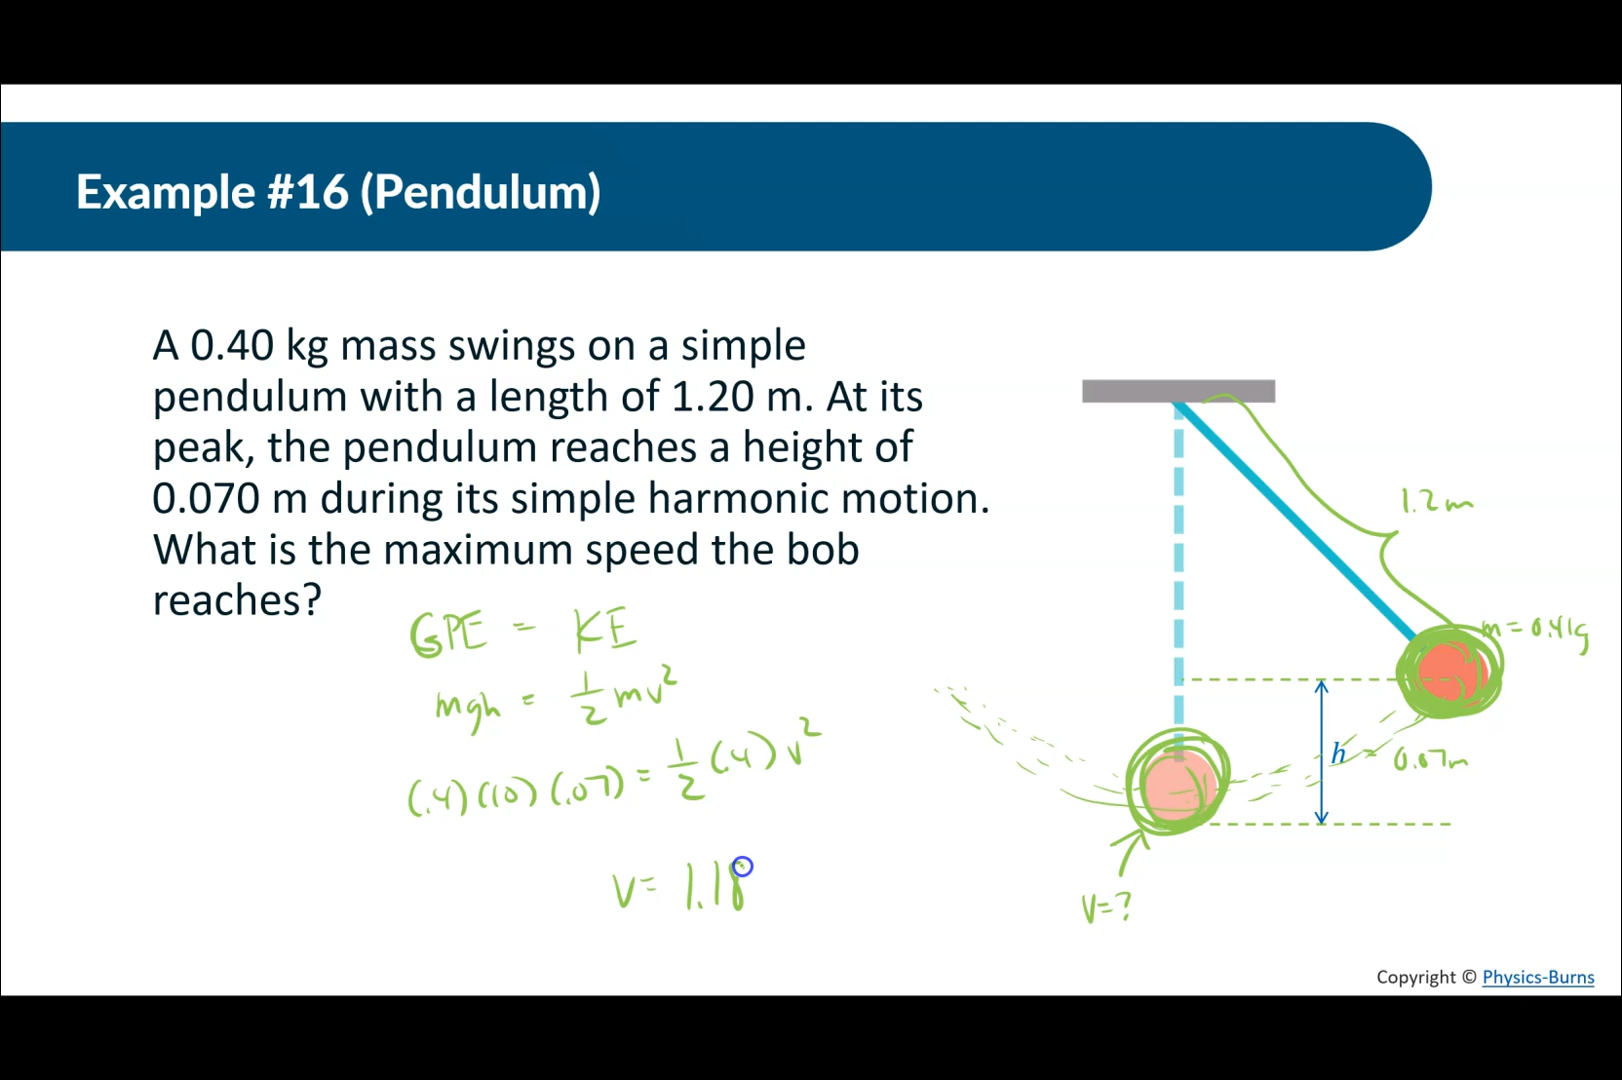 Example #16 (Pendulum)
A 0.40 kg mass swings on a simple
pendulum with a length of 1.20 m. At its
peak, the pendulum reaches a height of
0.070 m during its simple harmonic motion.
What is the maximum speed the bob
reaches?
GPE = KE
mgh = 1/2 mv²
(.4)(10)(.07) = 1/2 (.4) v²
v= 1.18
1.2m
m=0.4kg
h = 0.07m
v=?
Copyright © Physics-Burns